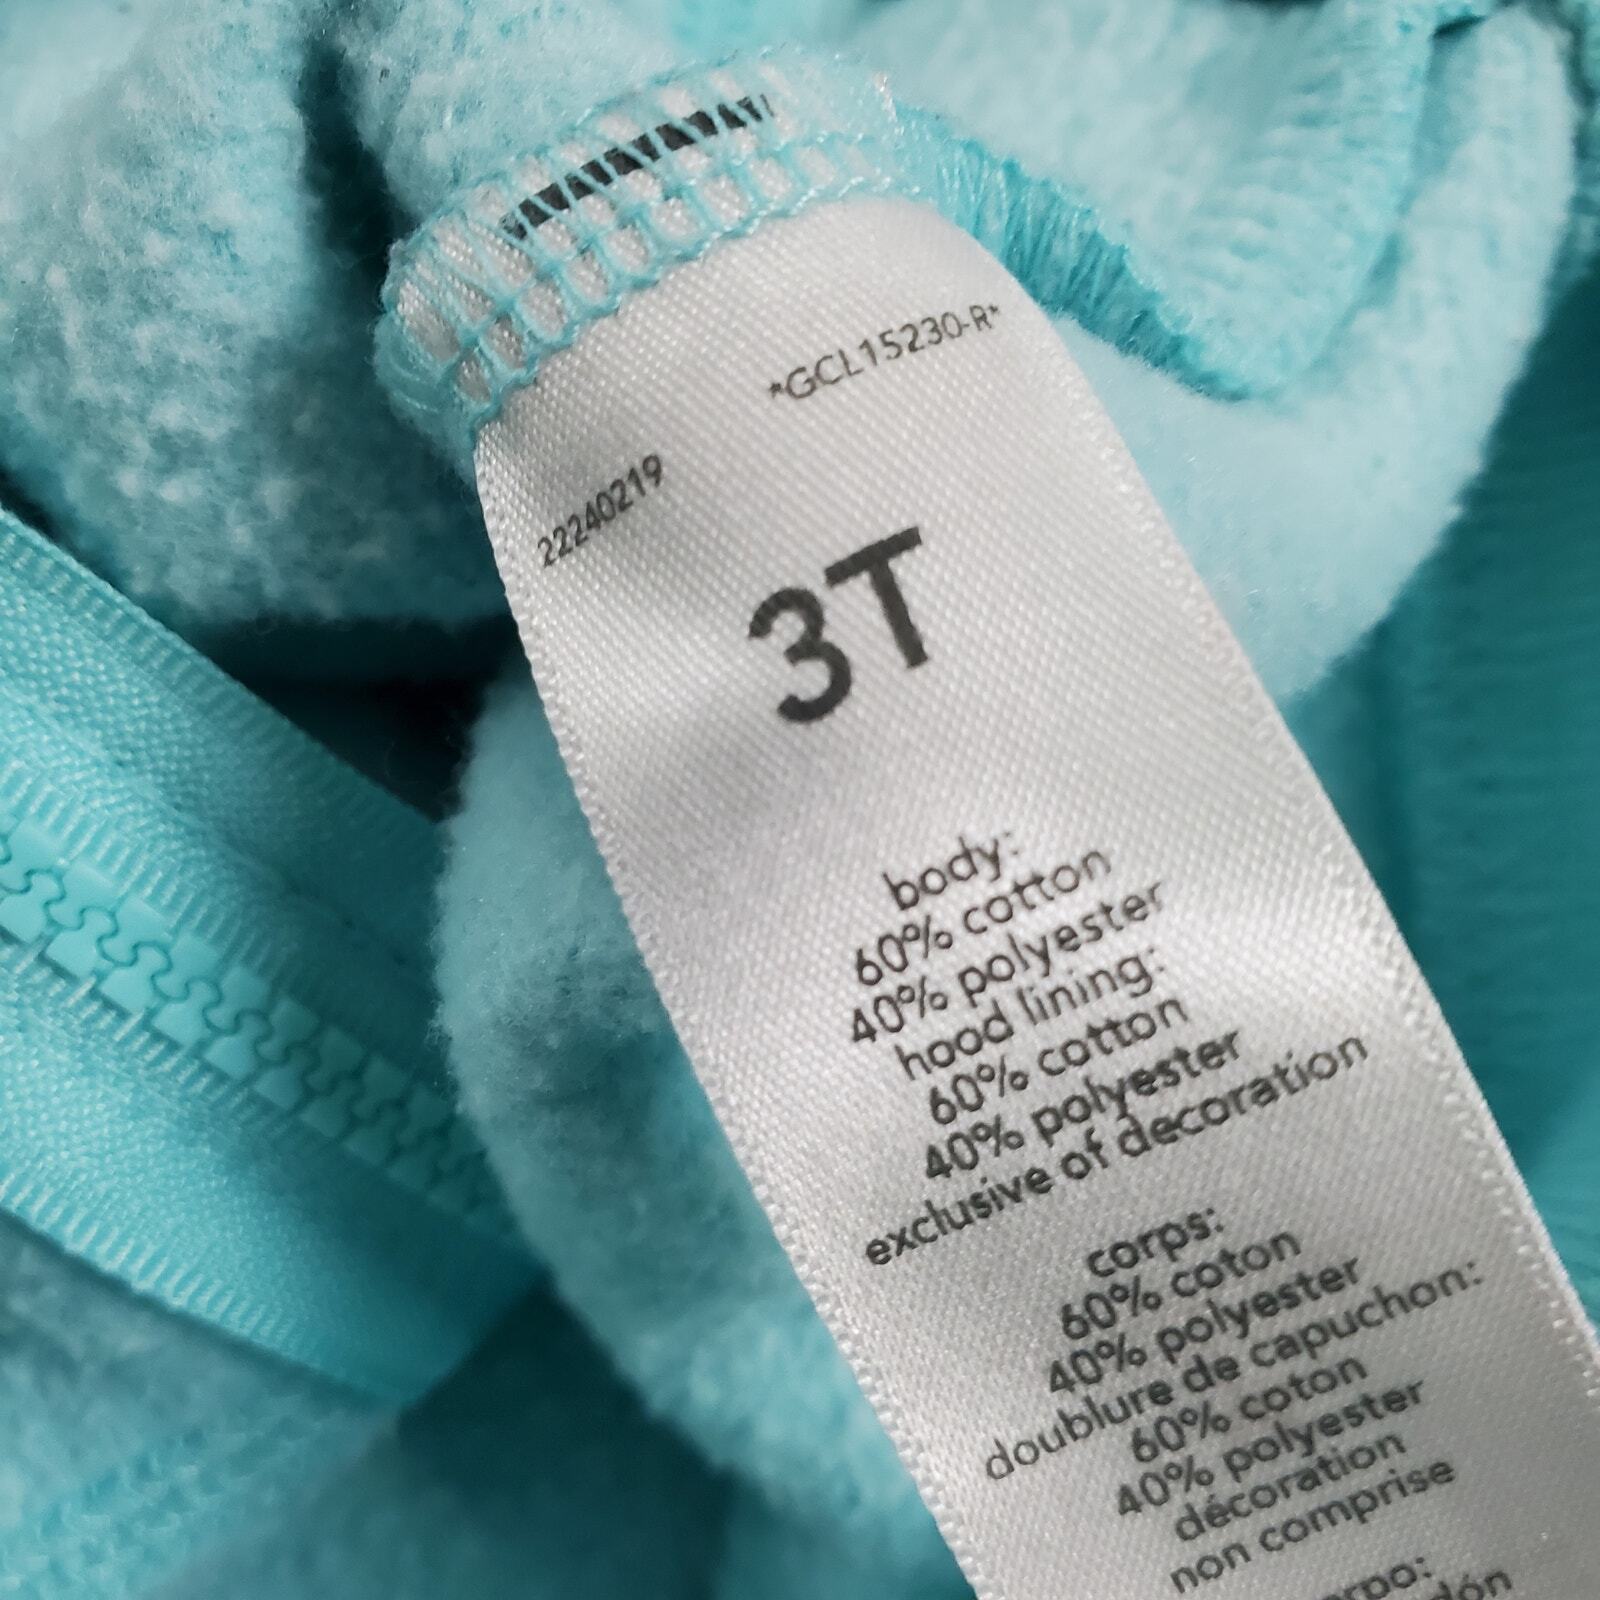 *GCL15230-R*
22240219
3T
body:
60% cotton
40% polyester
hood lining:
60% cotton
40% polyester
exclusive of decoration
corps:
60% coton
40% polyester
doublure de capuchon:
60% coton
40% polyester
décoration
non comprise